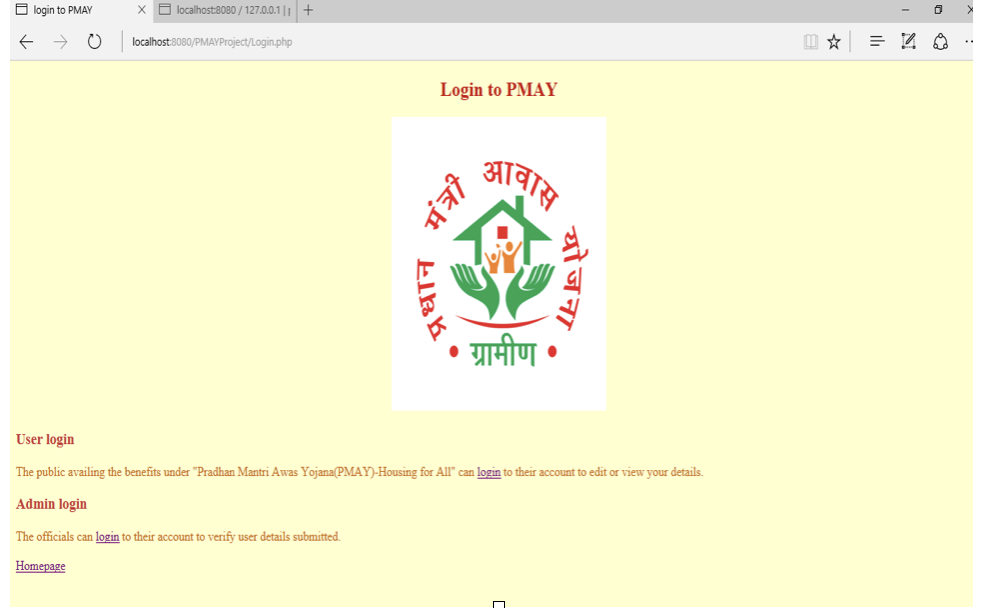 login to PMAY
localhost:8080 / 127.0.0.1 |
localhost:8080/PMAYProject/Login.php
Login to PMAY
प्रधान मंत्री आवास योजना
ग्रामीण
User login
The public availing the benefits under "Pradhan Mantri Awas Yojana(PMAY)-Housing for All" can login to their account to edit or view your details.
Admin login
The officials can login to their account to verify user details submitted.
Homepage